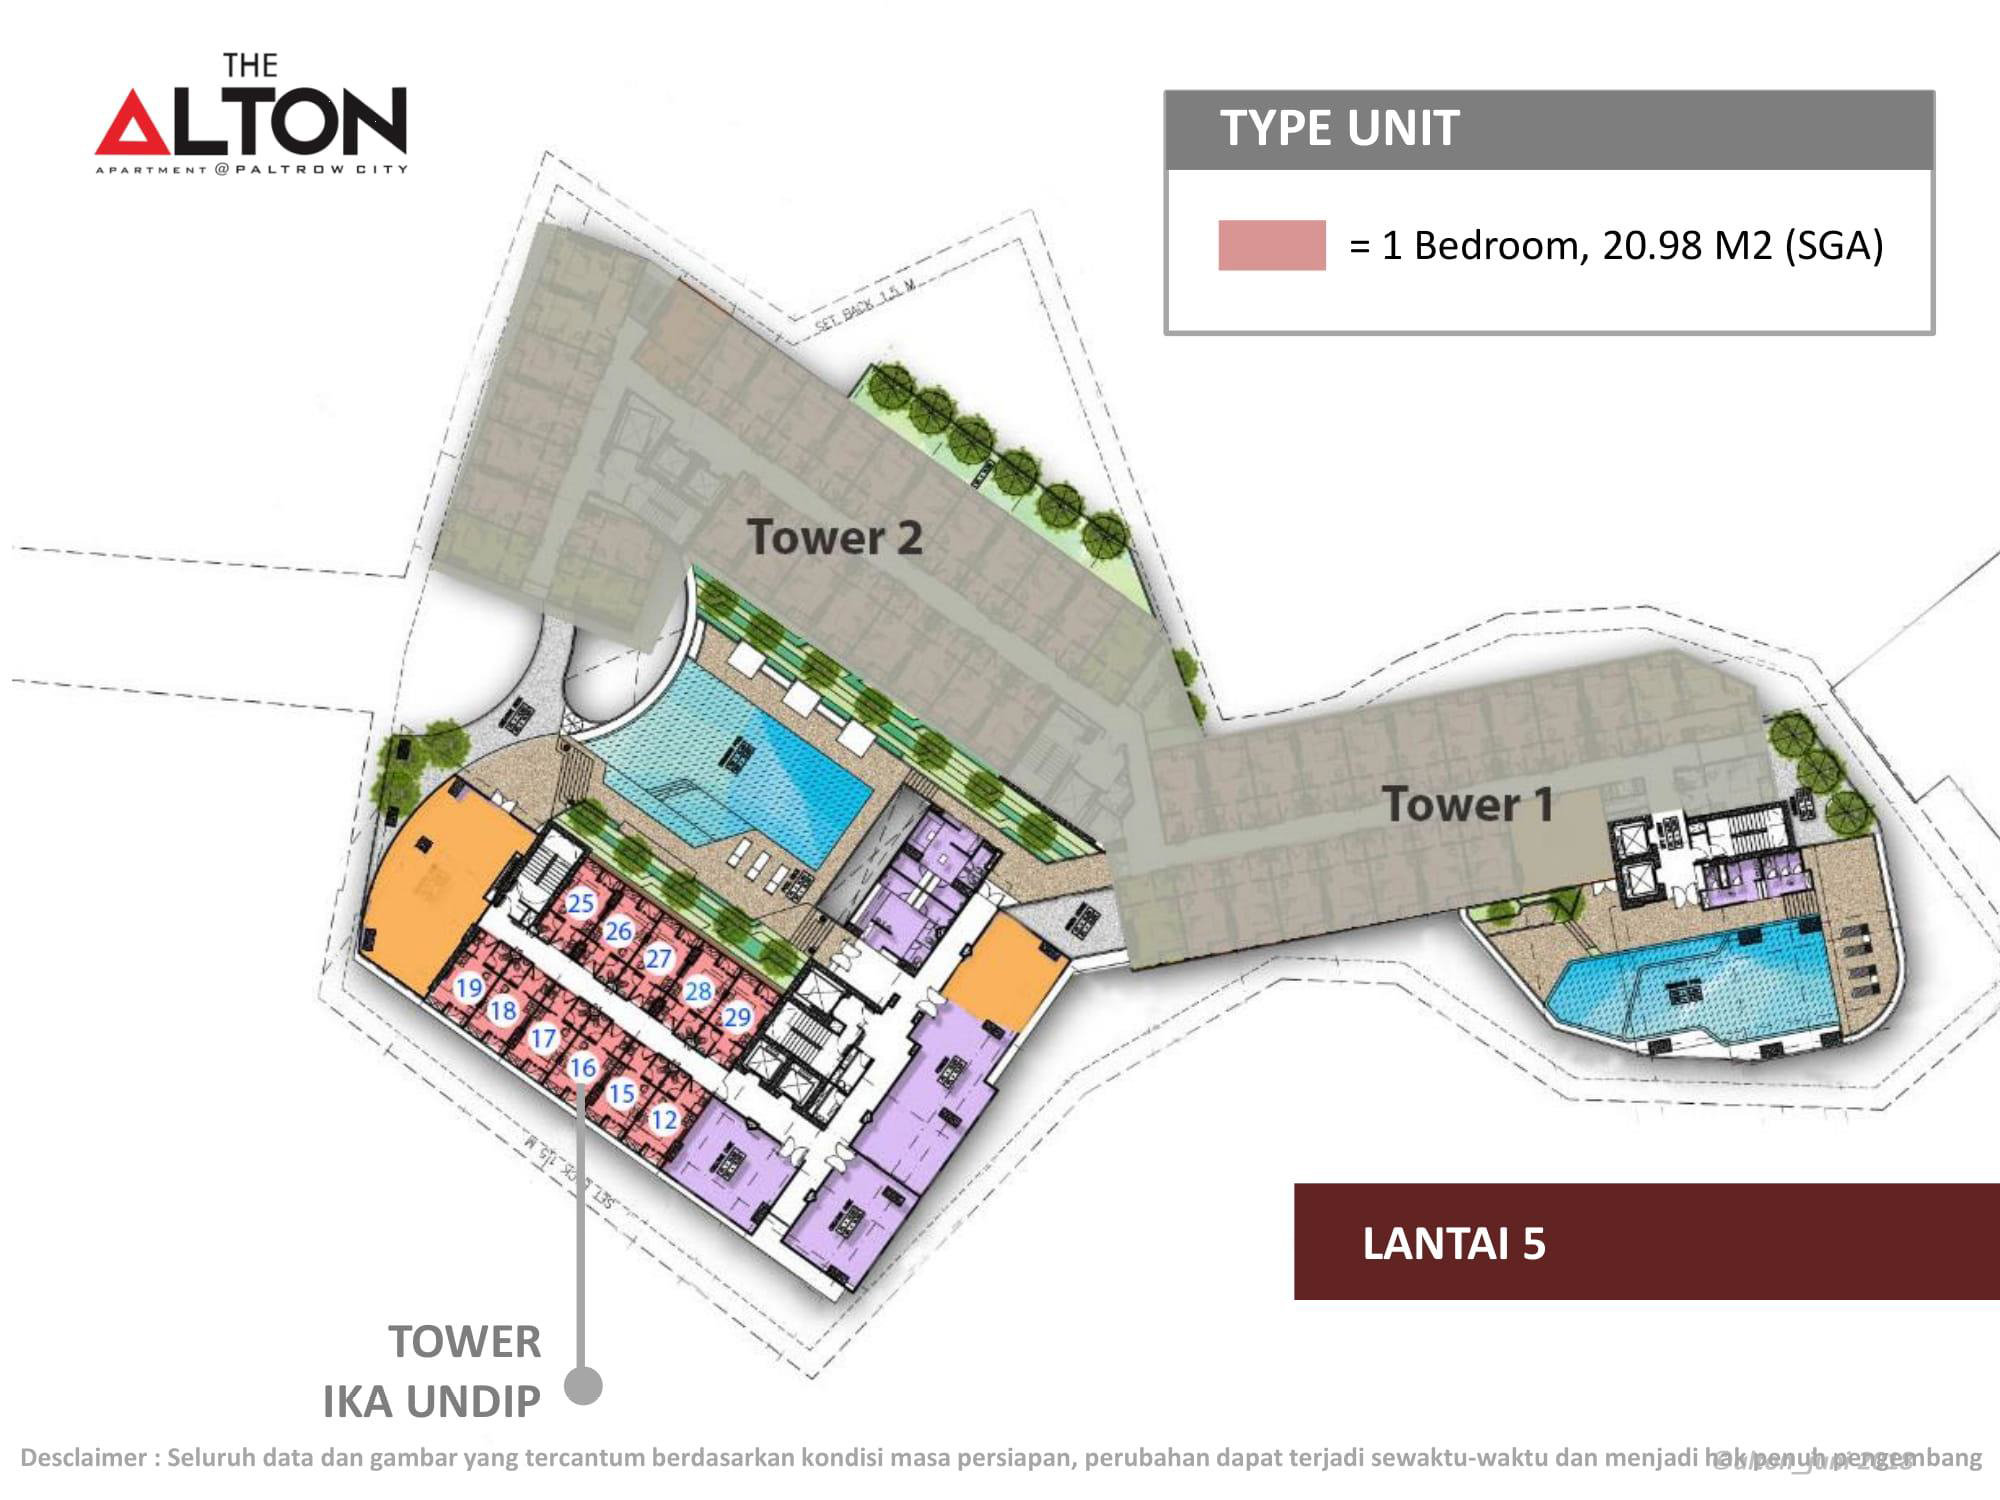 THE
ALTON
APARTMENT @ PALTROW CITY
TYPE UNIT
= 1 Bedroom, 20.98 M2 (SGA)
SET BACK 1.5 M
Tower 2
Tower 1
25
26
27
28
29
19
18
17
16
15
12
SET BACK 1.5 M
LANTAI 5
TOWER
IKA UNDIP
Desclaimer : Seluruh data dan gambar yang tercantum berdasarkan kondisi masa persiapan, perubahan dapat terjadi sewaktu-waktu dan menjadi hak penuh pengembang